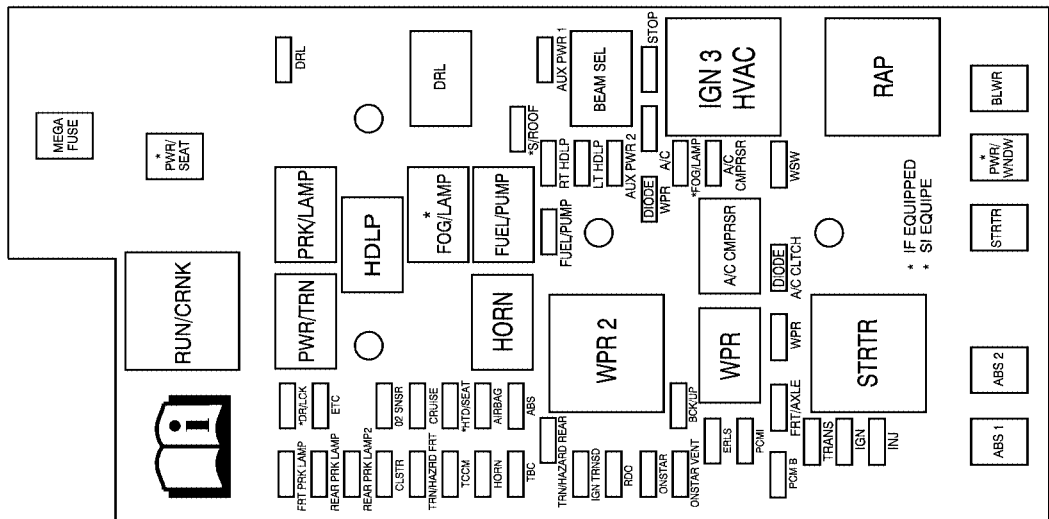 DRL
DRL
AUX PWR 1
BEAM SEL
STOP
IGN 3
HVAC
RAP
BLWR
MEGA
FUSE
*
PWR/
SEAT
*S/ROOF
RT HDLP
LT HDLP
AUX PWR 2
DIODE
WPR
A/C
*FOG/LAMP
A/C
CMPRSR
WSW
*
PWR/
WNDW
PRK/LAMP
HDLP
*
FOG/LAMP
FUEL/PUMP
FUEL/PUMP
A/C CMPRSR
DIODE
A/C CLTCH
* IF EQUIPPED
* SI EQUIPE
STRTR
RUN/CRNK
PWR/TRN
HORN
WPR 2
WPR
WPR
STRTR
ABS 2
*DR/LCK
ETC
02 SNSR
CRUISE
*HTD/SEAT
AIRBAG
ABS
BCK/UP
FRT/AXLE
i
FRT PRK LAMP
REAR PRK LAMP
REAR PRK LAMP2
CLSTR
TRN/HAZRD FRT
TCCM
HORN
TBC
TRN/HAZARD REAR
IGN TRNSD
RDC
ONSTAR
ONSTAR VENT
ERLS
PCMI
PCM B
TRANS
IGN
INJ
ABS 1